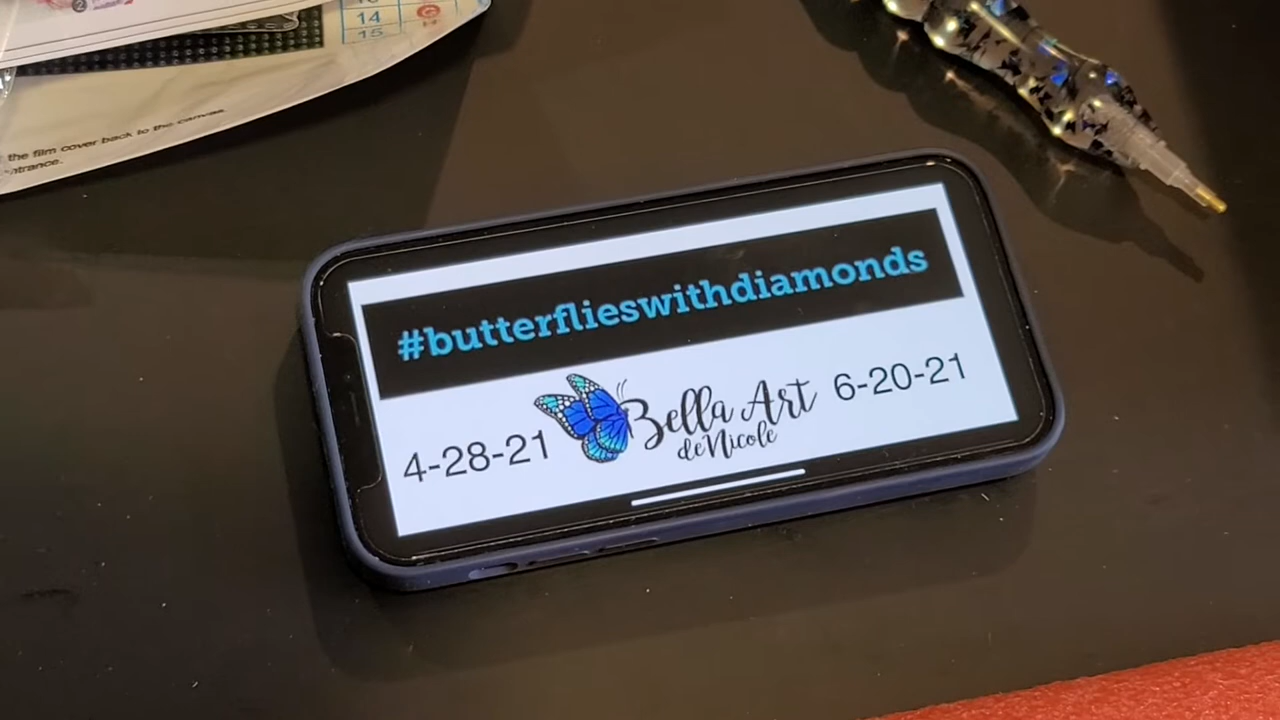 14
15
the film cover back to the canvas
ntrance.
#butterflieswithdiamonds
4-28-21
Bella Art
deNicole
6-20-21